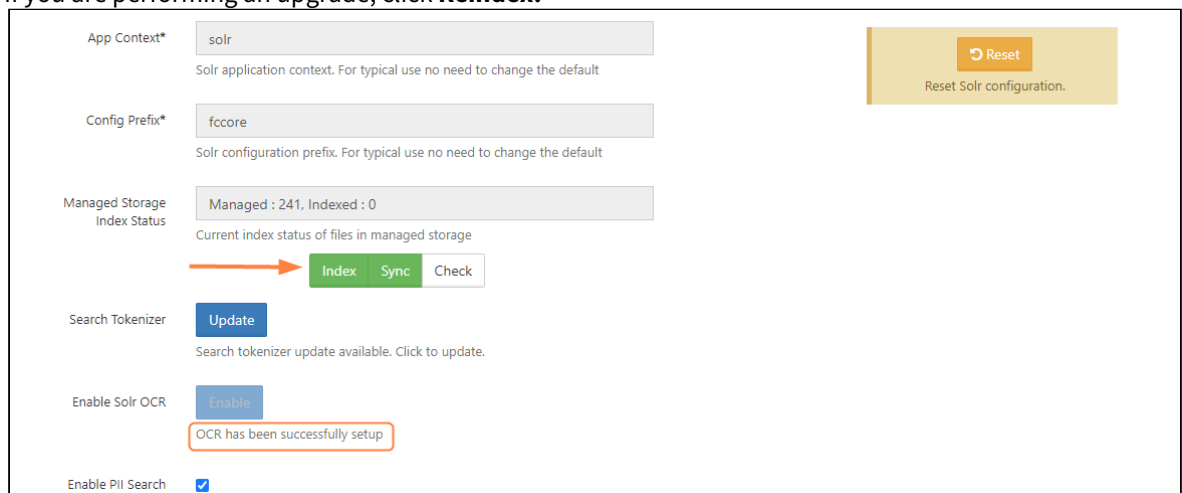 If you are performing an upgrade, click Reindex.
App Context*
solr
Solr application context. For typical use no need to change the default
Reset
Reset Solr configuration.
Config Prefix*
fccore
Solr configuration prefix. For typical use no need to change the default
Managed Storage
Index Status
Managed : 241, Indexed : 0
Current index status of files in managed storage
Index Sync Check
Search Tokenizer
Update
Search tokenizer update available. Click to update.
Enable Solr OCR
Enable
OCR has been successfully setup
Enable PII Search